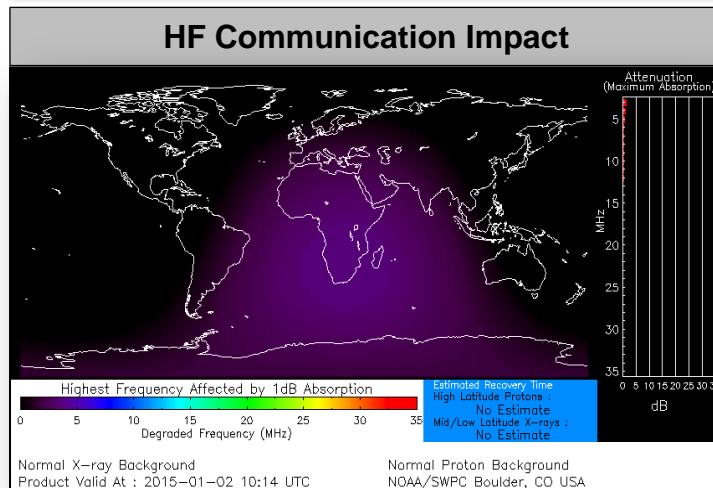 HF Communication Impact
Attenuation
(Maximum Absorption)
5
10
15
20
25
30
35
MHz
0 5 10 15 20 25 30
dB
Highest Frequency Affected by 1dB Absorption
0 5 10 15 20 25 30 35
Degraded Frequency (MHz)
Estimated Recovery Time
High Latitude Protons :
No Estimate
Mid/Low Latitude X-rays :
No Estimate
Normal X-ray Background
Product Valid At : 2015-01-02 10:14 UTC
Normal Proton Background
NOAA/SWPC Boulder, CO USA